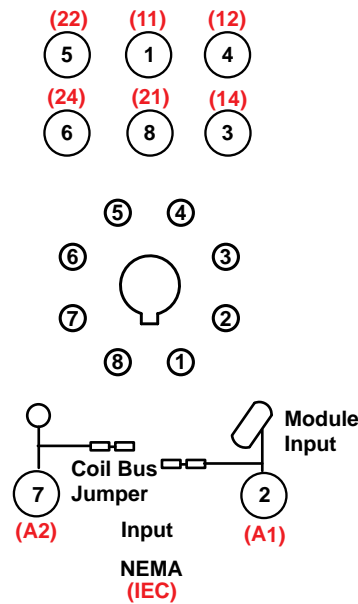 (22) (11) (12)
5 1 4
(24) (21) (14)
6 8 3
5 4
6 3
7 2
8 1
Module
Input
Coil Bus
Jumper
7 2
(A2) (A1)
Input
NEMA
(IEC)